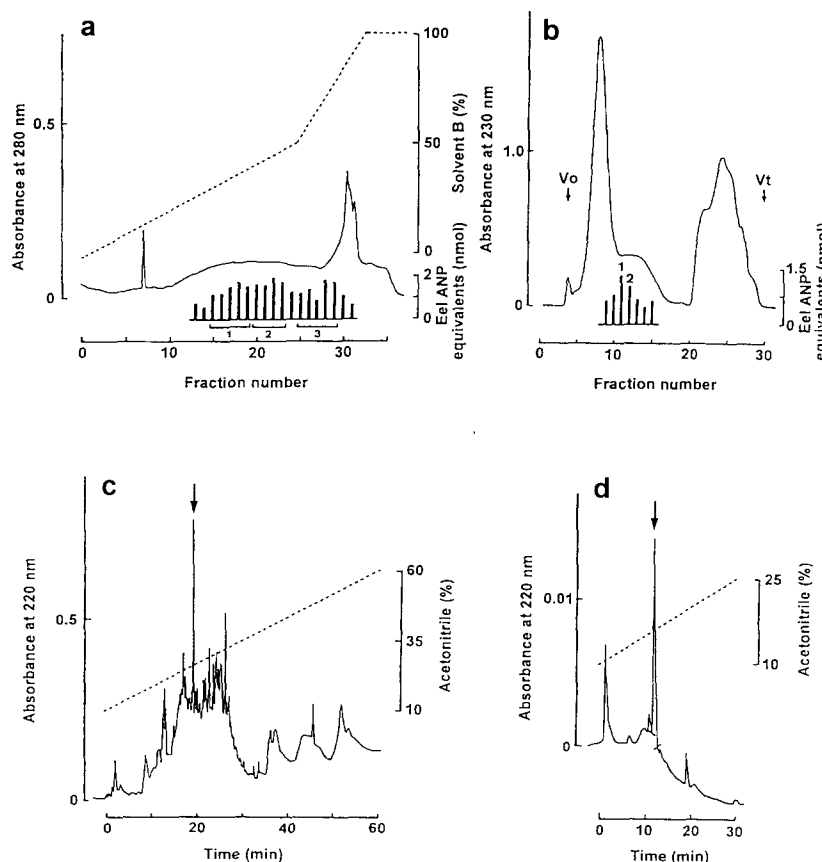 a
Absorbance at 280 nm
0.5
0
100
50
0
Solvent B (%)
2
0
Eel ANP
equivalents (nmol)
1
2
3
0
10
20
30
Fraction number
b
Absorbance at 230 nm
1.0
0
Vo
Vt
1
2
1.5
0
Eel ANP
equivalents (nmol)
0
10
20
30
Fraction number
c
Absorbance at 220 nm
0.5
0
60
35
10
Acetonitrile (%)
0
20
40
60
Time (min)
d
Absorbance at 220 nm
0.01
0
25
10
Acetonitrile (%)
0
10
20
30
Time (min)